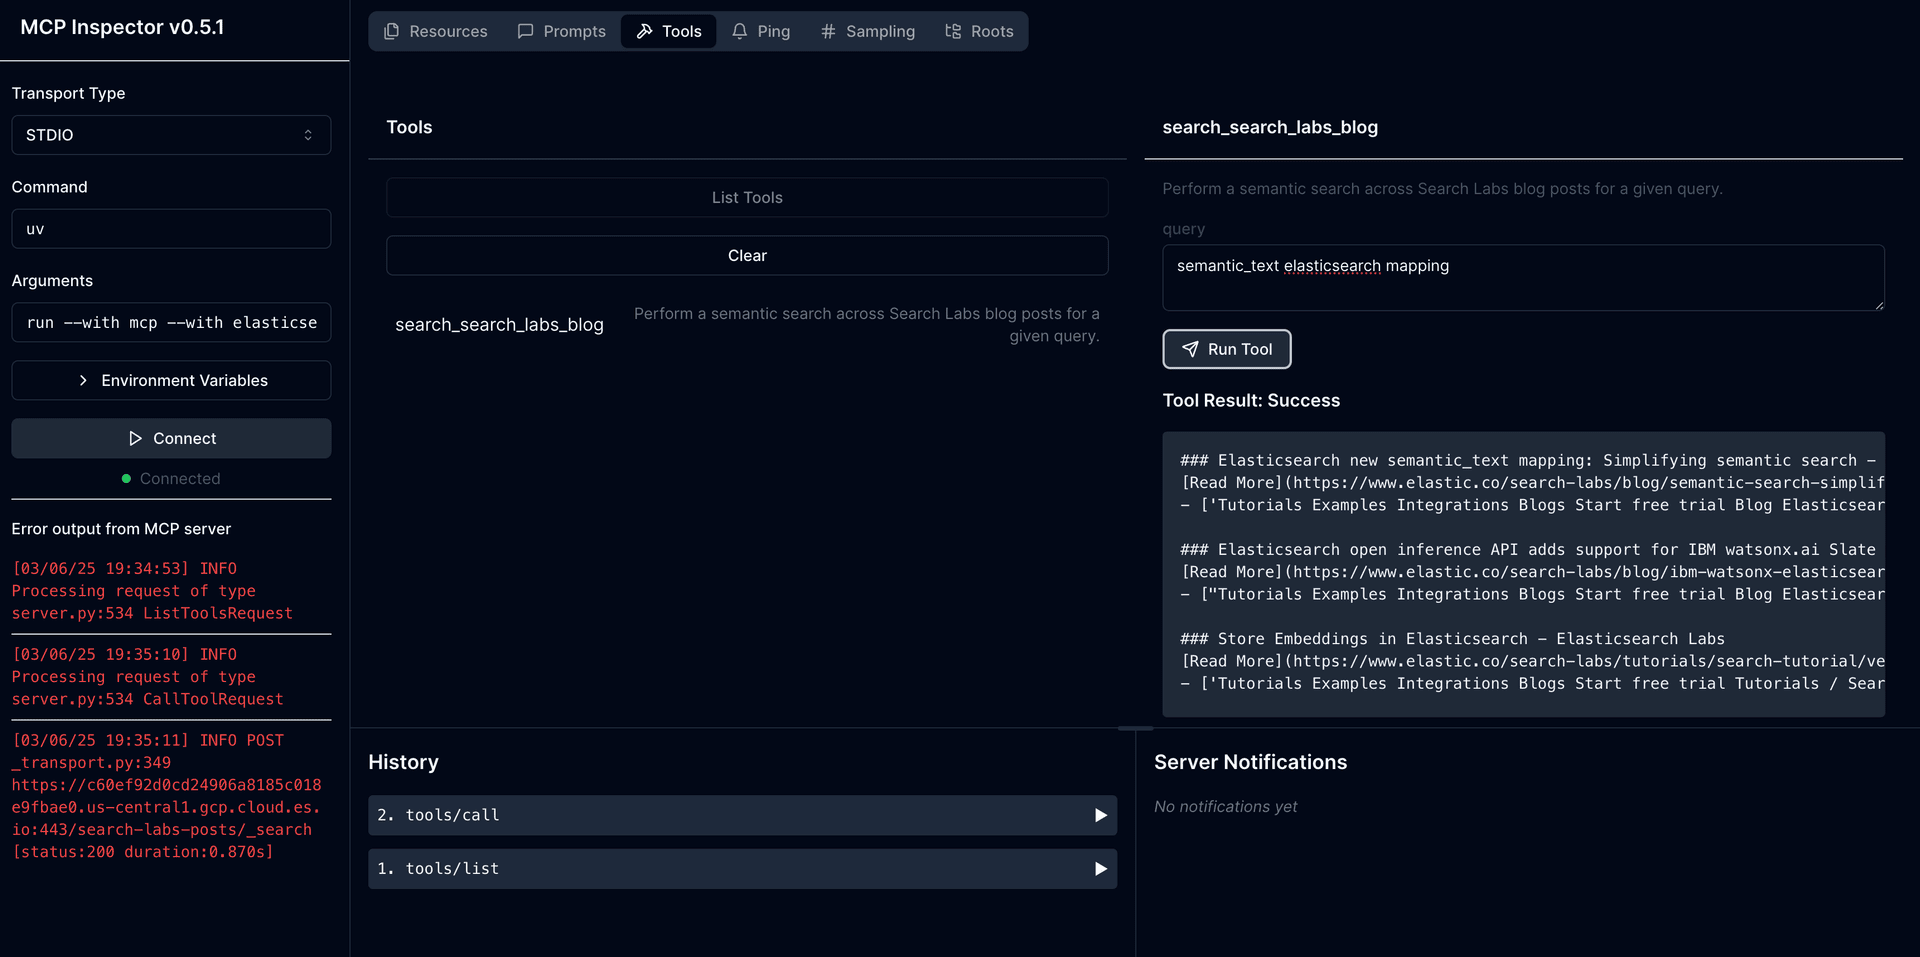 MCP Inspector v0.5.1
Transport Type
STDIO
Command
uv
Arguments
run --with mcp --with elasticse
Environment Variables
Connect
Connected
Error output from MCP server
[03/06/25 19:34:53] INFO
Processing request of type
server.py:534 ListToolsRequest
[03/06/25 19:35:10] INFO
Processing request of type
server.py:534 CallToolRequest
[03/06/25 19:35:11] INFO POST
_transport.py:349
https://c60ef92d0cd24906a8185c018
e9fbae0.us-central1.gcp.cloud.es.
io:443/search-labs-posts/_search
[status:200 duration:0.870s]
Resources
Prompts
Tools
Ping
Sampling
Roots
Tools
List Tools
Clear
search_search_labs_blog
Perform a semantic search across Search Labs blog posts for a
given query.
search_search_labs_blog
Perform a semantic search across Search Labs blog posts for a given query.
query
semantic_text elasticsearch mapping
Run Tool
Tool Result: Success
### Elasticsearch new semantic_text mapping: Simplifying semantic search -
[Read More](https://www.elastic.co/search-labs/blog/semantic-search-simplif
- ['Tutorials Examples Integrations Blogs Start free trial Blog Elasticsear
### Elasticsearch open inference API adds support for IBM watsonx.ai Slate
[Read More](https://www.elastic.co/search-labs/blog/ibm-watsonx-elasticsear
- ["Tutorials Examples Integrations Blogs Start free trial Blog Elasticsear
### Store Embeddings in Elasticsearch - Elasticsearch Labs
[Read More](https://www.elastic.co/search-labs/tutorials/search-tutorial/ve
- ['Tutorials Examples Integrations Blogs Start free trial Tutorials / Sear
History
2. tools/call
1. tools/list
Server Notifications
No notifications yet